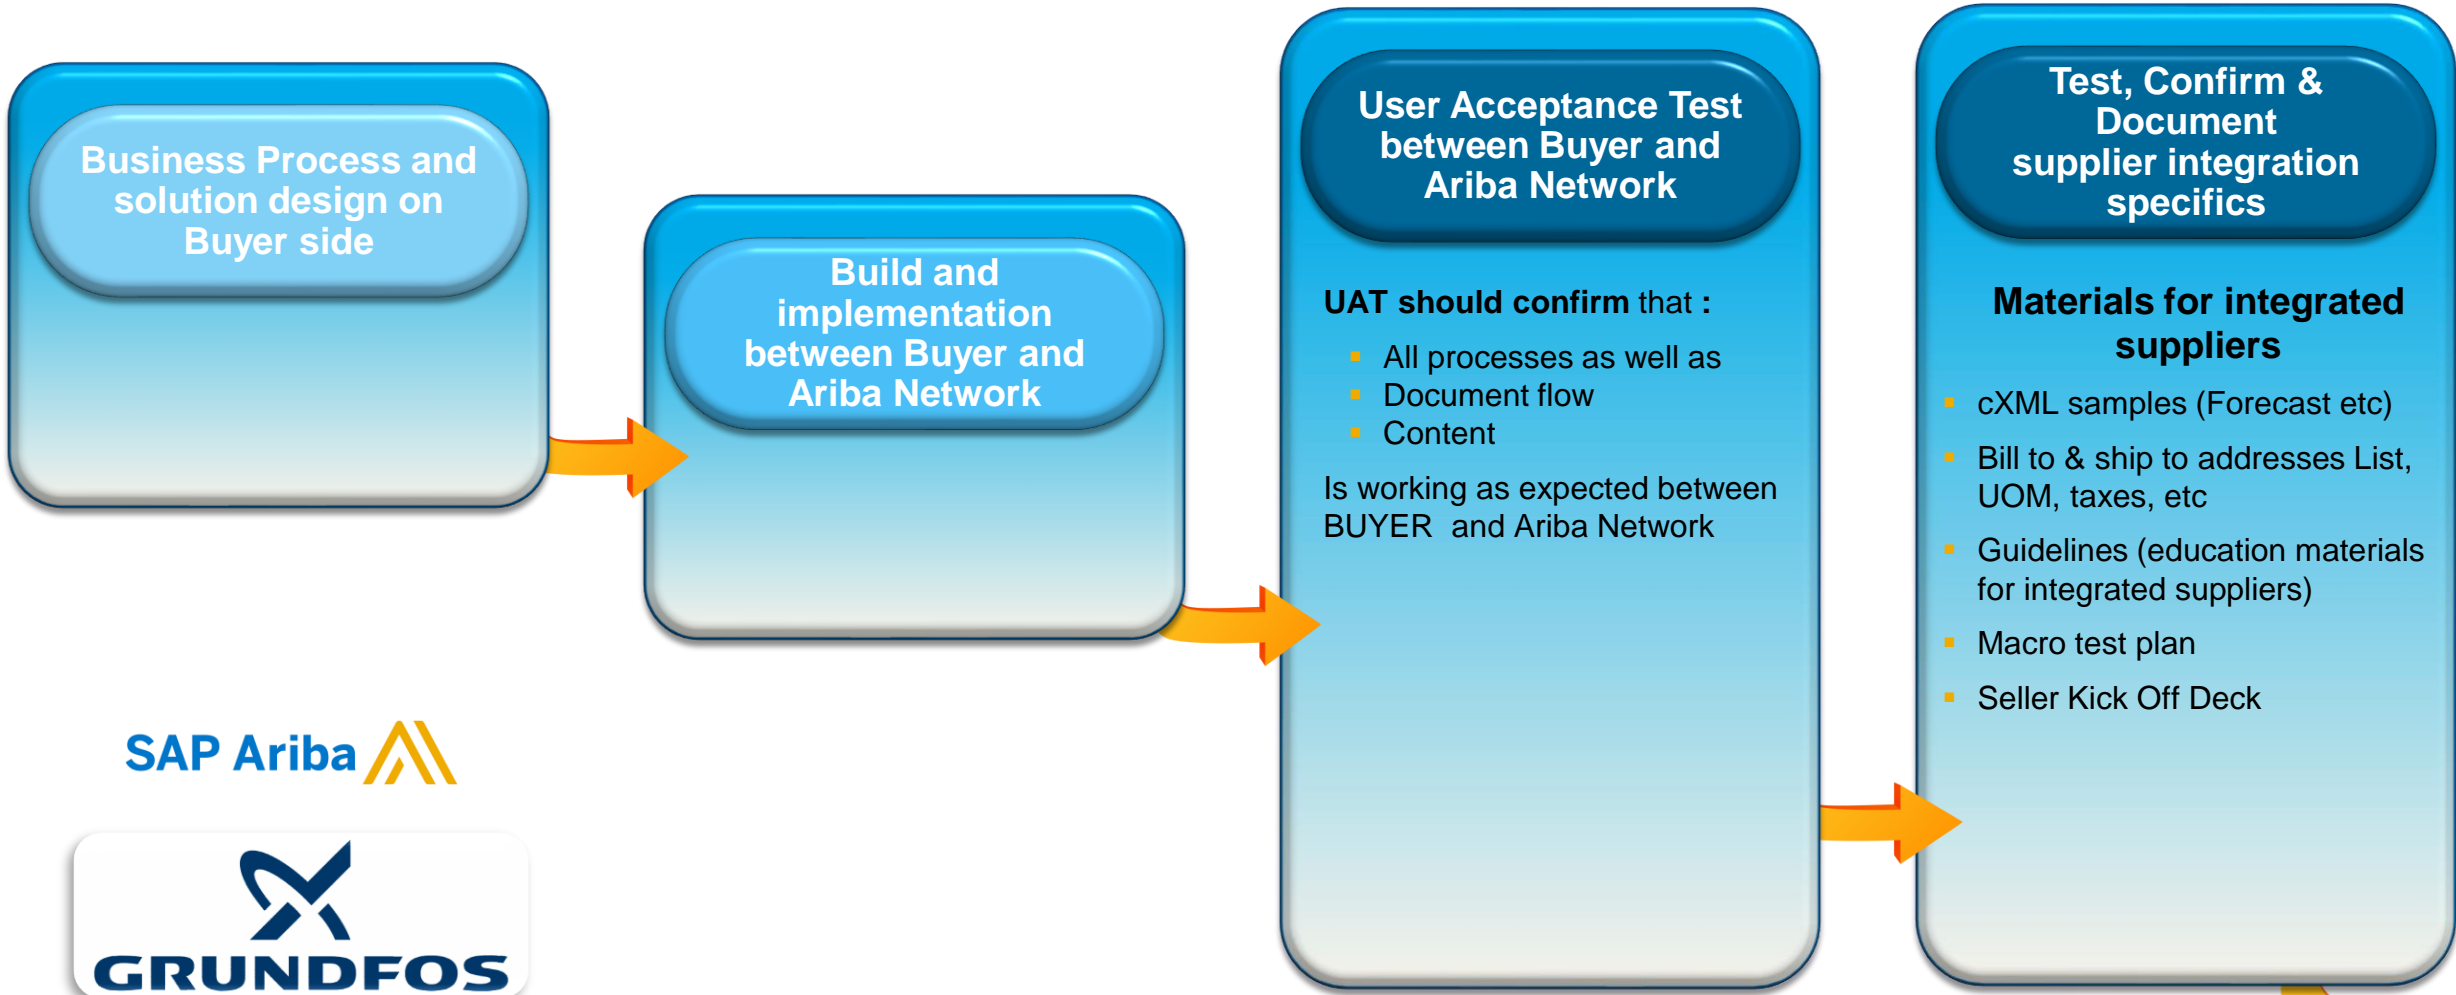 Business Process and
solution design on
Buyer side
Build and
implementation
between Buyer and
Ariba Network
User Acceptance Test
between Buyer and
Ariba Network
UAT should confirm that :
All processes as well as
Document flow
Content
Is working as expected between
BUYER and Ariba Network
Test, Confirm &
Document
supplier integration
specifics
Materials for integrated
suppliers
cXML samples (Forecast etc)
Bill to & ship to addresses List,
UOM, taxes, etc
Guidelines (education materials
for integrated suppliers)
Macro test plan
Seller Kick Off Deck
SAP Ariba
GRUNDFOS